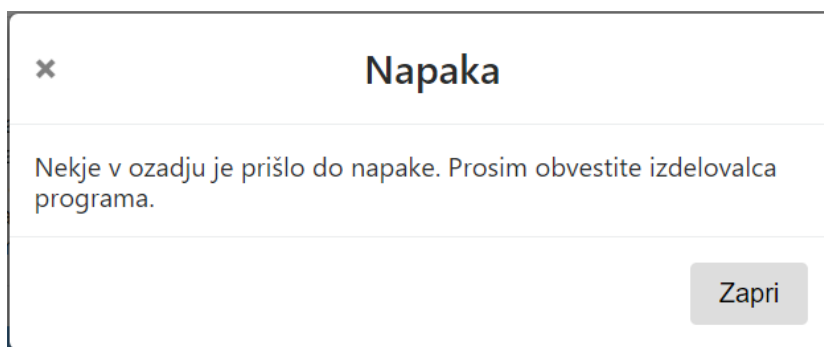 Napaka
Nekje v ozadju je prišlo do napake. Prosim obvestite izdelovalca
programa.
Zapri